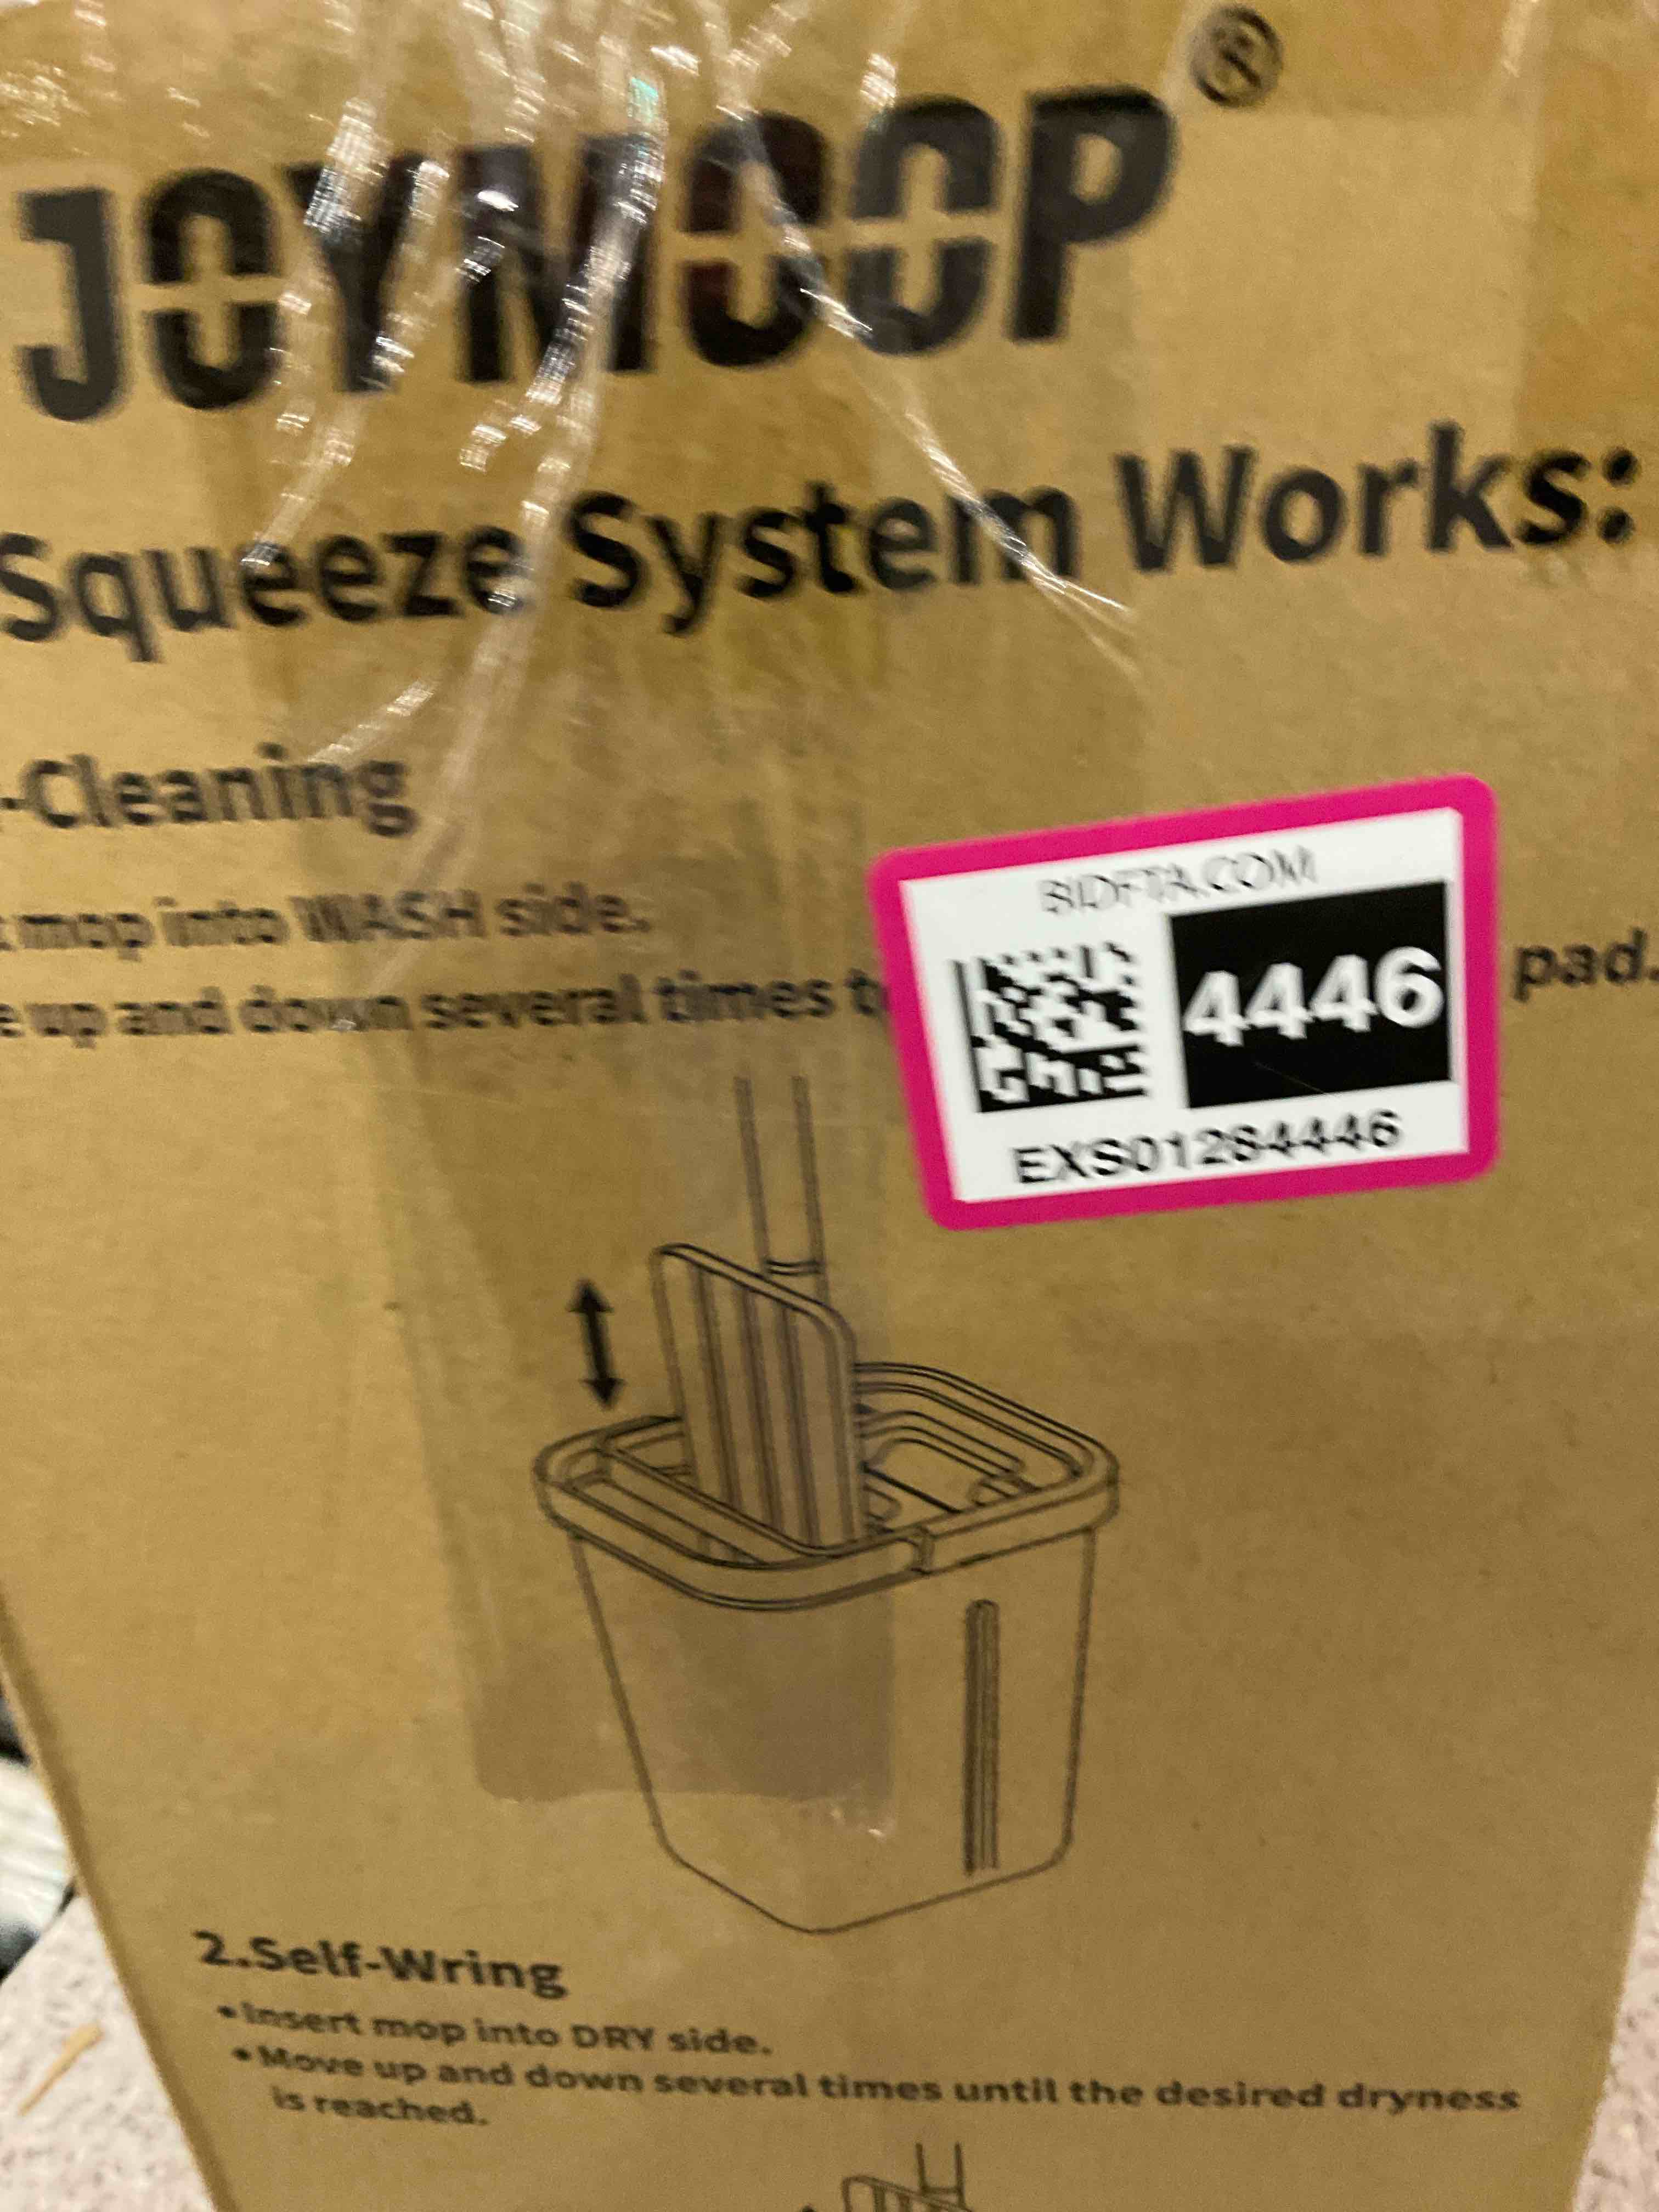 JOYMOOP®
Squeeze System Works:
-Cleaning
mop into WASH side.
up and down several times
pad.
BIDFTA.COM
4446
EXS01284446
2.Self-Wring
•Insert mop into DRY side.
•Move up and down several times until the desired dryness
is reached.